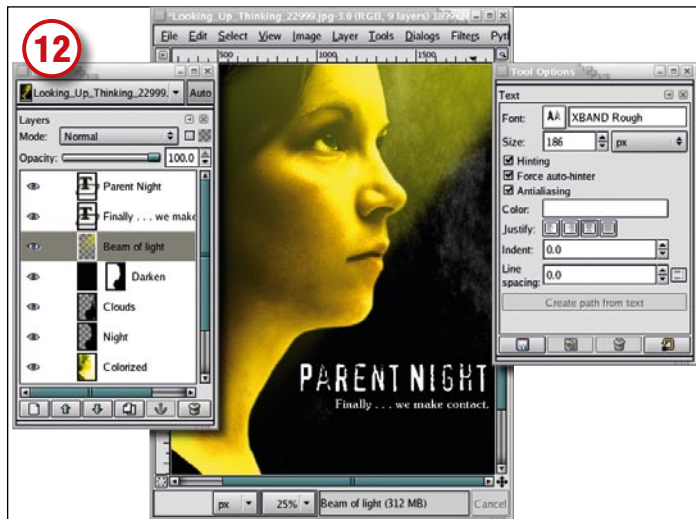 12
*Looking_Up_Thinking_22999.jpg-3.0 (RGB, 9 layers)
File Edit Select View Image Layer Tools Dialogs Filters
500 1000 1500
Looking_Up_Thinking_22999. Auto
Layers
Mode: Normal
Opacity: 100.0
Parent Night
Finally . . . we make
Beam of light
Darken
Clouds
Night
Colorized
PARENT NIGHT
Finally . . . we make contact.
px 25% Beam of light (312 MB) Cancel
Tool Options
Text
Font: Aa XBAND Rough
Size: 186 px
Hinting
Force auto-hinter
Antialiasing
Color:
Justify:
Indent: 0.0
Line
spacing: 0.0
Create path from text